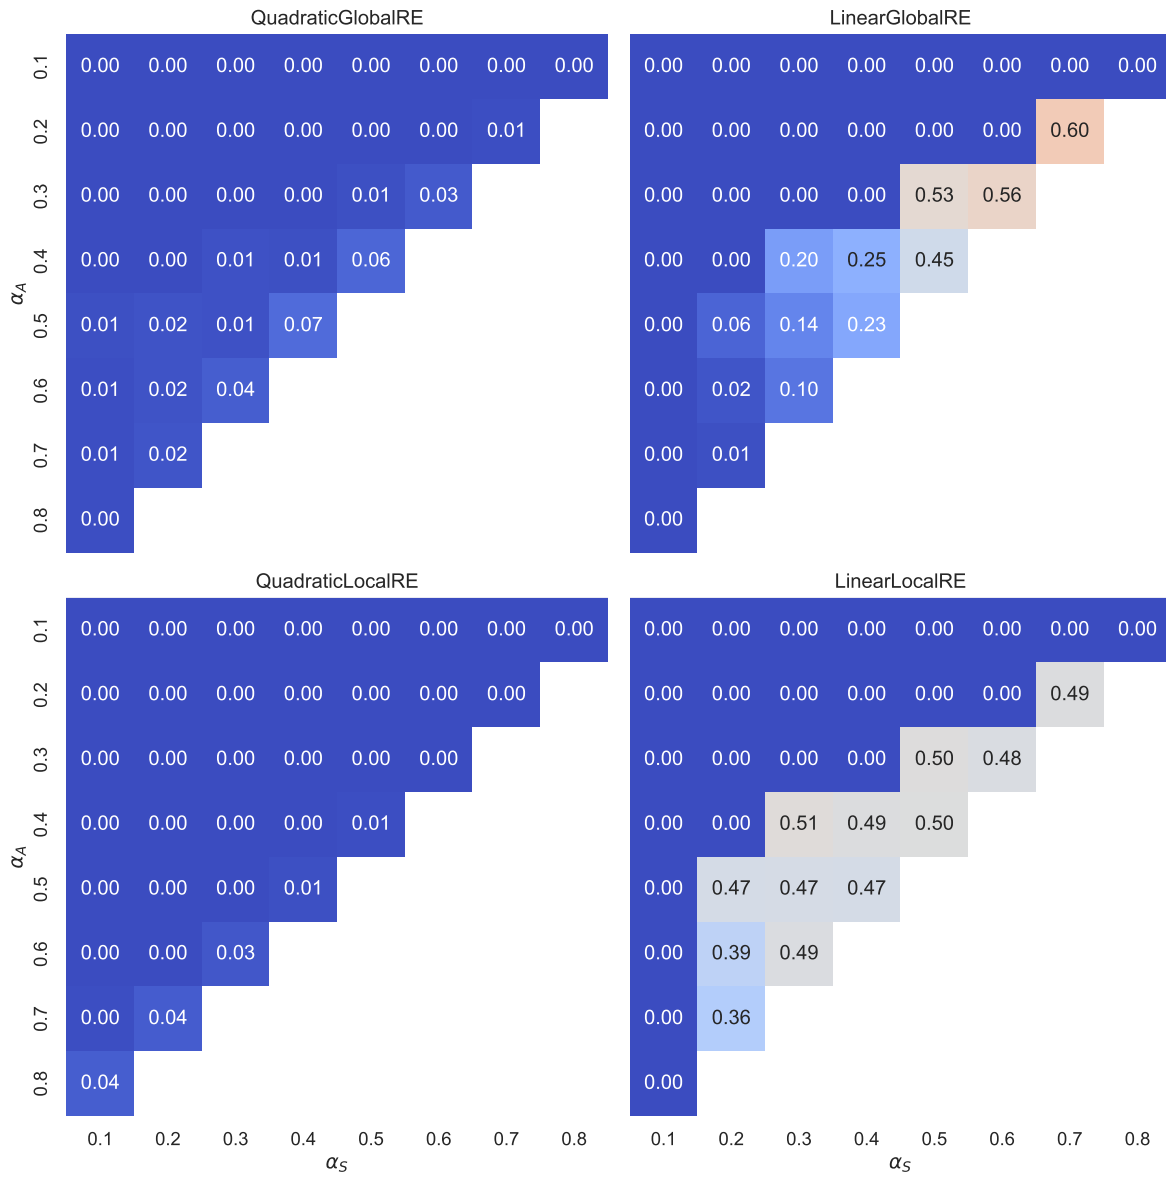 QuadraticGlobalRE
0.1 0.00 0.00 0.00 0.00 0.00 0.00 0.00 0.00
0.2 0.00 0.00 0.00 0.00 0.00 0.00 0.01
0.3 0.00 0.00 0.00 0.00 0.01 0.03
0.4 0.00 0.00 0.01 0.01 0.06
α_A
0.5 0.01 0.02 0.01 0.07
0.6 0.01 0.02 0.04
0.7 0.01 0.02
0.8 0.00
LinearGlobalRE
0.00 0.00 0.00 0.00 0.00 0.00 0.00 0.00
0.00 0.00 0.00 0.00 0.00 0.00 0.60
0.00 0.00 0.00 0.00 0.53 0.56
0.00 0.00 0.20 0.25 0.45
0.00 0.06 0.14 0.23
0.00 0.02 0.10
0.00 0.01
0.00
QuadraticLocalRE
0.1 0.00 0.00 0.00 0.00 0.00 0.00 0.00 0.00
0.2 0.00 0.00 0.00 0.00 0.00 0.00 0.00
0.3 0.00 0.00 0.00 0.00 0.00 0.00
0.4 0.00 0.00 0.00 0.00 0.01
α_A
0.5 0.00 0.00 0.00 0.01
0.6 0.00 0.00 0.03
0.7 0.00 0.04
0.8 0.04
0.1 0.2 0.3 0.4 0.5 0.6 0.7 0.8
α_S
LinearLocalRE
0.00 0.00 0.00 0.00 0.00 0.00 0.00 0.00
0.00 0.00 0.00 0.00 0.00 0.00 0.49
0.00 0.00 0.00 0.00 0.50 0.48
0.00 0.00 0.51 0.49 0.50
0.00 0.47 0.47 0.47
0.00 0.39 0.49
0.00 0.36
0.00
0.1 0.2 0.3 0.4 0.5 0.6 0.7 0.8
α_S